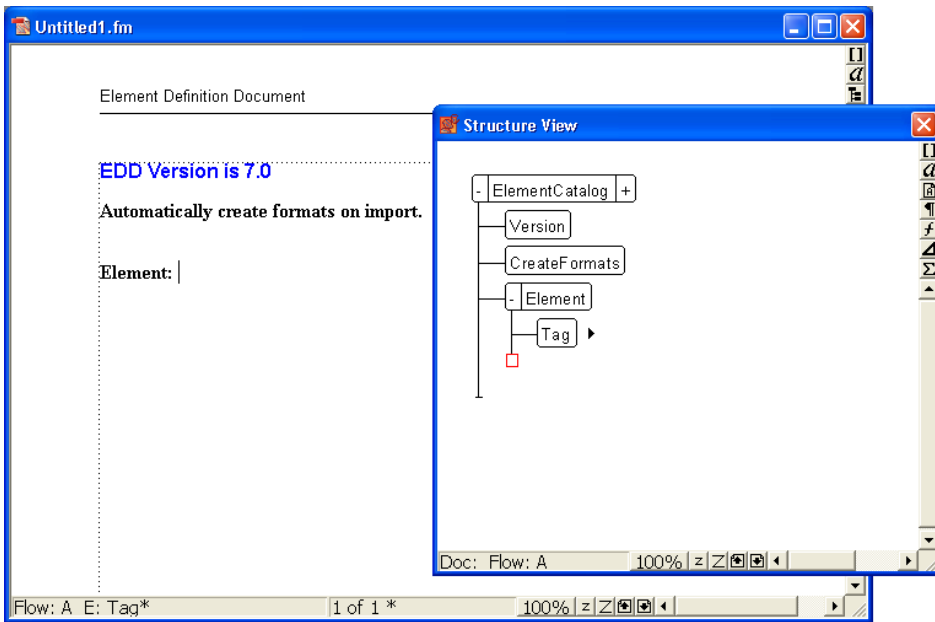 Untitled1.fm
Element Definition Document
EDD Version is 7.0
Automatically create formats on import.
Element:
Flow: A E: Tag*
1 of 1 *
100% z Z
Structure View
- ElementCatalog +
Version
CreateFormats
- Element
Tag
Doc: Flow: A
100% z Z